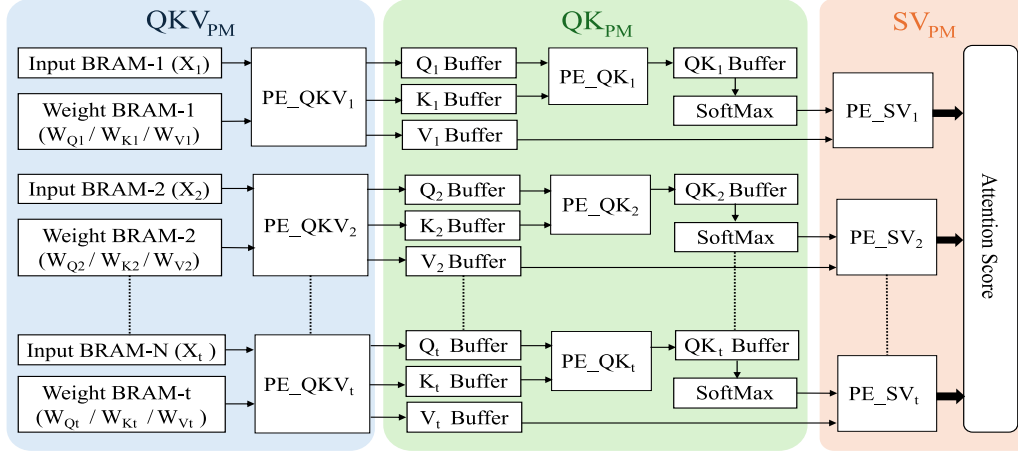 QKV_PM
QK_PM
SV_PM
Input BRAM-1 (X_1)
Weight BRAM-1
(W_Q1 / W_K1 / W_V1)
PE_QKV_1
Q_1 Buffer
K_1 Buffer
V_1 Buffer
PE_QK_1
QK_1 Buffer
SoftMax
PE_SV_1
Input BRAM-2 (X_2)
Weight BRAM-2
(W_Q2 / W_K2 / W_V2)
PE_QKV_2
Q_2 Buffer
K_2 Buffer
V_2 Buffer
PE_QK_2
QK_2 Buffer
SoftMax
PE_SV_2
Input BRAM-N (X_t )
Weight BRAM-t
(W_Qt / W_Kt / W_Vt )
PE_QKV_t
Q_t Buffer
K_t Buffer
V_t Buffer
PE_QK_t
QK_t Buffer
SoftMax
PE_SV_t
Attention Score